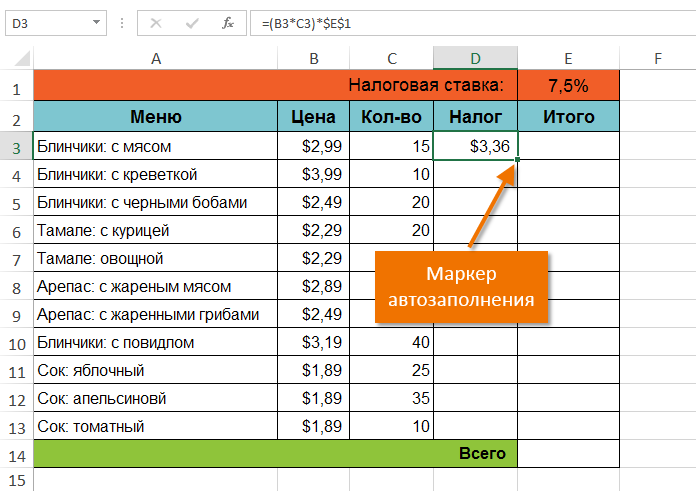 D3 fx =(B3*C3)*$E$1
A B C D E F
1 Налоговая ставка: 7,5%
2 Меню Цена Кол-во Налог Итого
3 Блинчики: с мясом $2,99 15 $3,36
4 Блинчики: с креветкой $3,99 10
5 Блинчики: с черными бобами $2,49 20
6 Тамале: с курицей $2,29 20
7 Тамале: овощной $2,29
8 Арепас: с жареным мясом $2,89
9 Арепас: с жаренными грибами $2,49
10 Блинчики: с повидлом $3,19 40
11 Сок: яблочный $1,89 25
12 Сок: апельсиновй $1,89 35
13 Сок: томатный $1,89 10
14 Всего
15
Маркер
автозаполнения